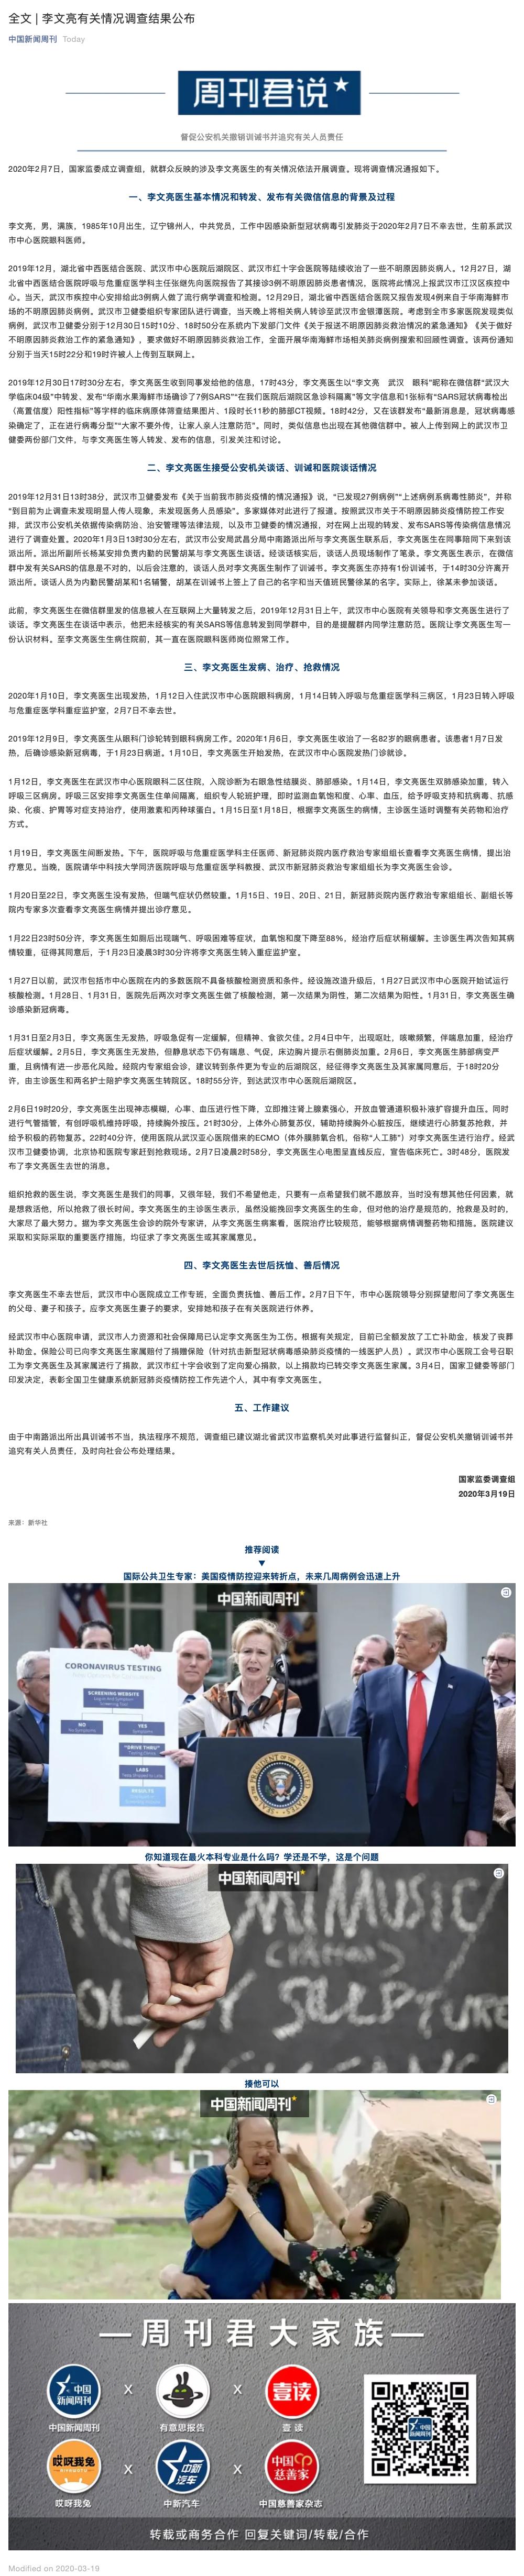 全文 | 李文亮有关情况调查结果公布
中国新闻周刊 Today
周刊君说
督促公安机关撤销训诫书并追究有关人员责任
2020年2月7日，国家监委成立调查组，就群众反映的涉及李文亮医生的有关情况依法开展调查。现将调查情况通报如下。
一、李文亮医生基本情况和转发、发布有关微信信息的背景及过程
李文亮，男，满族，1985年10月出生，辽宁锦州人，中共党员，工作中因感染新型冠状病毒引发肺炎于2020年2月7日不幸去世，生前系武汉
市中心医院眼科医师。
2019年12月，湖北省中西医结合医院、武汉市中心医院后湖院区、武汉市红十字会医院等陆续收治了一些不明原因肺炎病人。12月27日，湖
北省中西医结合医院呼吸与危重症医学科主任张继先向医院报告了其接诊3例不明原因肺炎患者情况，医院将此情况上报武汉市江汉区疾控中
心。当天，武汉市疾控中心安排给此3例病人做了流行病学调查和检测。12月29日，湖北省中西医结合医院又报告发现4例来自于华南海鲜市
场的不明原因肺炎病例。武汉市卫健委组织专家团队进行调查，当天晚上将相关病人转诊至武汉市金银潭医院。考虑到全市多家医院发现类似
病例，武汉市卫健委分别于12月30日15时10分、18时50分在系统内下发部门文件《关于报送不明原因肺炎救治情况的紧急通知》《关于做好
不明原因肺炎救治工作的紧急通知》，要求做好不明原因肺炎救治工作，全面开展华南海鲜市场相关肺炎病例搜索和回顾性调查。该两份通知
分别于当天15时22分和19时许被人上传到互联网上。
2019年12月30日17时30分左右，李文亮医生收到同事发给他的信息，17时43分，李文亮医生以“李文亮 武汉 眼科”昵称在微信群“武汉大
学临床04级”中转发、发布“华南水果海鲜市场确诊了7例SARS”“在我们医院后湖院区急诊科隔离”等文字信息和1张标有“SARS冠状病毒检出
（高置信度）阳性指标”等字样的临床病原体筛查结果图片、1段时长11秒的肺部CT视频。18时42分，又在该群发布“最新消息是，冠状病毒感
染确定了，正在进行病毒分型”“大家不要外传，让家人亲人注意防范”。同时，类似信息也出现在其他微信群中。被人上传到网上的武汉市卫
健委两份部门文件，与李文亮医生等人转发、发布的信息，引发关注和讨论。
二、李文亮医生接受公安机关谈话、训诫和医院谈话情况
2019年12月31日13时38分，武汉市卫健委发布《关于当前我市肺炎疫情的情况通报》说，“已发现27例病例”“上述病例系病毒性肺炎”，并称
“到目前为止调查未发现明显人传人现象，未发现医务人员感染”。多家媒体对此进行了报道。按照武汉市关于不明原因肺炎疫情防控工作安
排，武汉市公安机关依据传染病防治、治安管理等法律法规，以及市卫健委的情况通报，对在网上出现的转发、发布SARS等传染病信息情况
进行了调查处置。2020年1月3日13时30分左右，武汉市公安局武昌分局中南路派出所与李文亮医生联系后，李文亮医生在同事陪同下来到该
派出所。派出所副所长杨某安排负责内勤的民警胡某与李文亮医生谈话。经谈话核实后，谈话人员现场制作了笔录。李文亮医生表示，在微信
群中发有关SARS的信息是不对的，以后会注意的，谈话人员对李文亮医生制作了训诫书。李文亮医生亦持有1份训诫书，于14时30分许离开
派出所。谈话人员为内勤民警胡某和1名辅警，胡某在训诫书上签上了自己的名字和当天值班民警徐某的名字。实际上，徐某未参加谈话。
此前，李文亮医生在微信群里发的信息被人在互联网上大量转发之后，2019年12月31日上午，武汉市中心医院有关领导和李文亮医生进行了
谈话。李文亮医生在谈话中表示，他把未经核实的有关SARS等信息转发到同学群中，目的是提醒群内同学注意防范。医院让李文亮医生写一
份认识材料。至李文亮医生生病住院前，其一直在医院眼科医师岗位照常工作。
三、李文亮医生发病、治疗、抢救情况
2020年1月10日，李文亮医生出现发热，1月12日入住武汉市中心医院眼科病房，1月14日转入呼吸与危重症医学科三病区，1月23日转入呼吸
与危重症医学科重症监护室，2月7日不幸去世。
2019年12月9日，李文亮医生从眼科门诊轮转到眼科病房工作。2020年1月6日，李文亮医生收治了一名82岁的眼病患者。该患者1月7日发
热，后确诊感染新冠病毒，于1月23日病逝。1月10日，李文亮医生开始发热，在武汉市中心医院发热门诊就诊。
1月12日，李文亮医生在武汉市中心医院眼科二区住院，入院诊断为右眼急性结膜炎、肺部感染。1月14日，李文亮医生双肺感染加重，转入
呼吸三区病房。呼吸三区安排李文亮医生住单间隔离，组织专人轮班护理，即时监测血氧饱和度、心率、血压，给予呼吸支持和抗病毒、抗感
染、化痰、护胃等对症支持治疗，使用激素和丙种球蛋白。1月15日至1月18日，根据李文亮医生的病情，主诊医生适时调整有关药物和治疗
方式。
1月19日，李文亮医生间断发热。下午，医院呼吸与危重症医学科主任医师、新冠肺炎院内医疗救治专家组组长查看李文亮医生病情，提出治
疗意见。当晚，医院请华中科技大学同济医院呼吸与危重症医学科教授、武汉市新冠肺炎救治专家组组长为李文亮医生会诊。
1月20日至22日，李文亮医生没有发热，但喘气症状仍然较重。1月15日、19日、20日、21日，新冠肺炎院内医疗救治专家组组长、副组长等
院内专家多次查看李文亮医生病情并提出诊疗意见。
1月22日23时50分许，李文亮医生如厕后出现喘气、呼吸困难等症状，血氧饱和度下降至88%，经治疗后症状稍缓解。主诊医生再次告知其病
情较重，征得其同意后，于1月23日凌晨3时30分许将李文亮医生转入重症监护室。
1月27日以前，武汉市包括市中心医院在内的多数医院不具备核酸检测资质和条件。经设施改造升级后，1月27日武汉市中心医院开始试运行
核酸检测。1月28日、1月31日，医院先后两次对李文亮医生做了核酸检测，第一次结果为阴性，第二次结果为阳性。1月31日，李文亮医生确
诊感染新冠病毒。
1月31日至2月3日，李文亮医生无发热，呼吸急促有一定缓解，但精神、食欲欠佳。2月4日中午，出现呕吐，咳嗽频繁，伴喘息加重，经治疗
后症状缓解。2月5日，李文亮医生无发热，但静息状态下仍有喘息、气促，床边胸片提示右侧肺炎加重。2月6日，李文亮医生肺部病变严
重，且病情有进一步恶化风险。经院内专家组会诊，建议转到条件更为专业的后湖院区，经征得李文亮医生及其家属同意后，于18时20分
许，由主诊医生和两名护士陪护李文亮医生转院区。18时55分许，到达武汉市中心医院后湖院区。
2月6日19时20分，李文亮医生出现神志模糊，心率、血压进行性下降，立即推注肾上腺素强心，开放血管通道积极补液扩容提升血压。同时
进行气管插管，有创呼吸机维持呼吸，持续胸外按压。21时30分，上体外心肺复苏仪，辅助持续胸外心脏按压，继续进行心肺复苏抢救，并
给予积极的药物复苏。22时40分许，使用医院从武汉亚心医院借来的ECMO（体外膜肺氧合机，俗称“人工肺”）对李文亮医生进行治疗。经武
汉市卫健委协调，北京协和医院专家赶到抢救现场。2月7日凌晨2时58分，李文亮医生心电图呈直线反应，宣告临床死亡。3时48分，医院发
布了李文亮医生去世的消息。
组织抢救的医生说，李文亮医生是我们的同事，又很年轻，我们不希望他走，只要有一点希望我们就不愿放弃，当时没有想其他任何因素，就
是想救活他，所以抢救了很长时间。李文亮医生的主诊医生表示，虽然没能挽回李文亮医生的生命，但对他的治疗是规范的，抢救是及时的，
大家尽了最大努力。据为李文亮医生会诊的院外专家讲，从李文亮医生病案看，医院治疗比较规范，能够根据病情调整药物和措施。医院建议
采取和实际采取的重要医疗措施，均征求了李文亮医生或其家属意见。
四、李文亮医生去世后抚恤、善后情况
李文亮医生不幸去世后，武汉市中心医院成立工作专班，全面负责抚恤、善后工作。2月7日下午，市中心医院领导分别探望慰问了李文亮医生
的父母、妻子和孩子。应李文亮医生妻子的要求，安排她和孩子在有关医院进行休养。
经武汉市中心医院申请，武汉市人力资源和社会保障局已认定李文亮医生为工伤。根据有关规定，目前已全额发放了工亡补助金，核发了丧葬
补助金。保险公司已向李文亮医生家属赔付了捐赠保险（针对抗击新型冠状病毒感染肺炎疫情的一线医护人员）。武汉市中心医院工会号召职
工为李文亮医生及其家属进行了捐款，武汉市红十字会收到了定向爱心捐款，以上捐款均已转交李文亮医生家属。3月4日，国家卫健委等部门
印发决定，表彰全国卫生健康系统新冠肺炎疫情防控工作先进个人，其中有李文亮医生。
五、工作建议
由于中南路派出所出具训诫书不当，执法程序不规范，调查组已建议湖北省武汉市监察机关对此事进行监督纠正，督促公安机关撤销训诫书并
追究有关人员责任，及时向社会公布处理结果。
国家监委调查组
2020年3月19日
来源：新华社
推荐阅读
▼
国际公共卫生专家：美国疫情防控迎来转折点，未来几周病例会迅速上升
中国新闻周刊
CORONAVIRUS TESTING
SCREENING WEBSITE
NO
YES
"DRIVE THRU"
LABS
RESULTS
你知道现在最火本科专业是什么吗？学还是不学，这是个问题
中国新闻周刊
揍他可以
中国新闻周刊
—周刊君大家族—
中国新闻周刊 X X 壹读
中国新闻周刊 有意思报告 壹读
哎呀我兔 X 中新汽车 X 中国慈善家
哎呀我兔 中新汽车 中国慈善家杂志
转载或商务合作 回复关键词/转载/合作
Modified on 2020-03-19